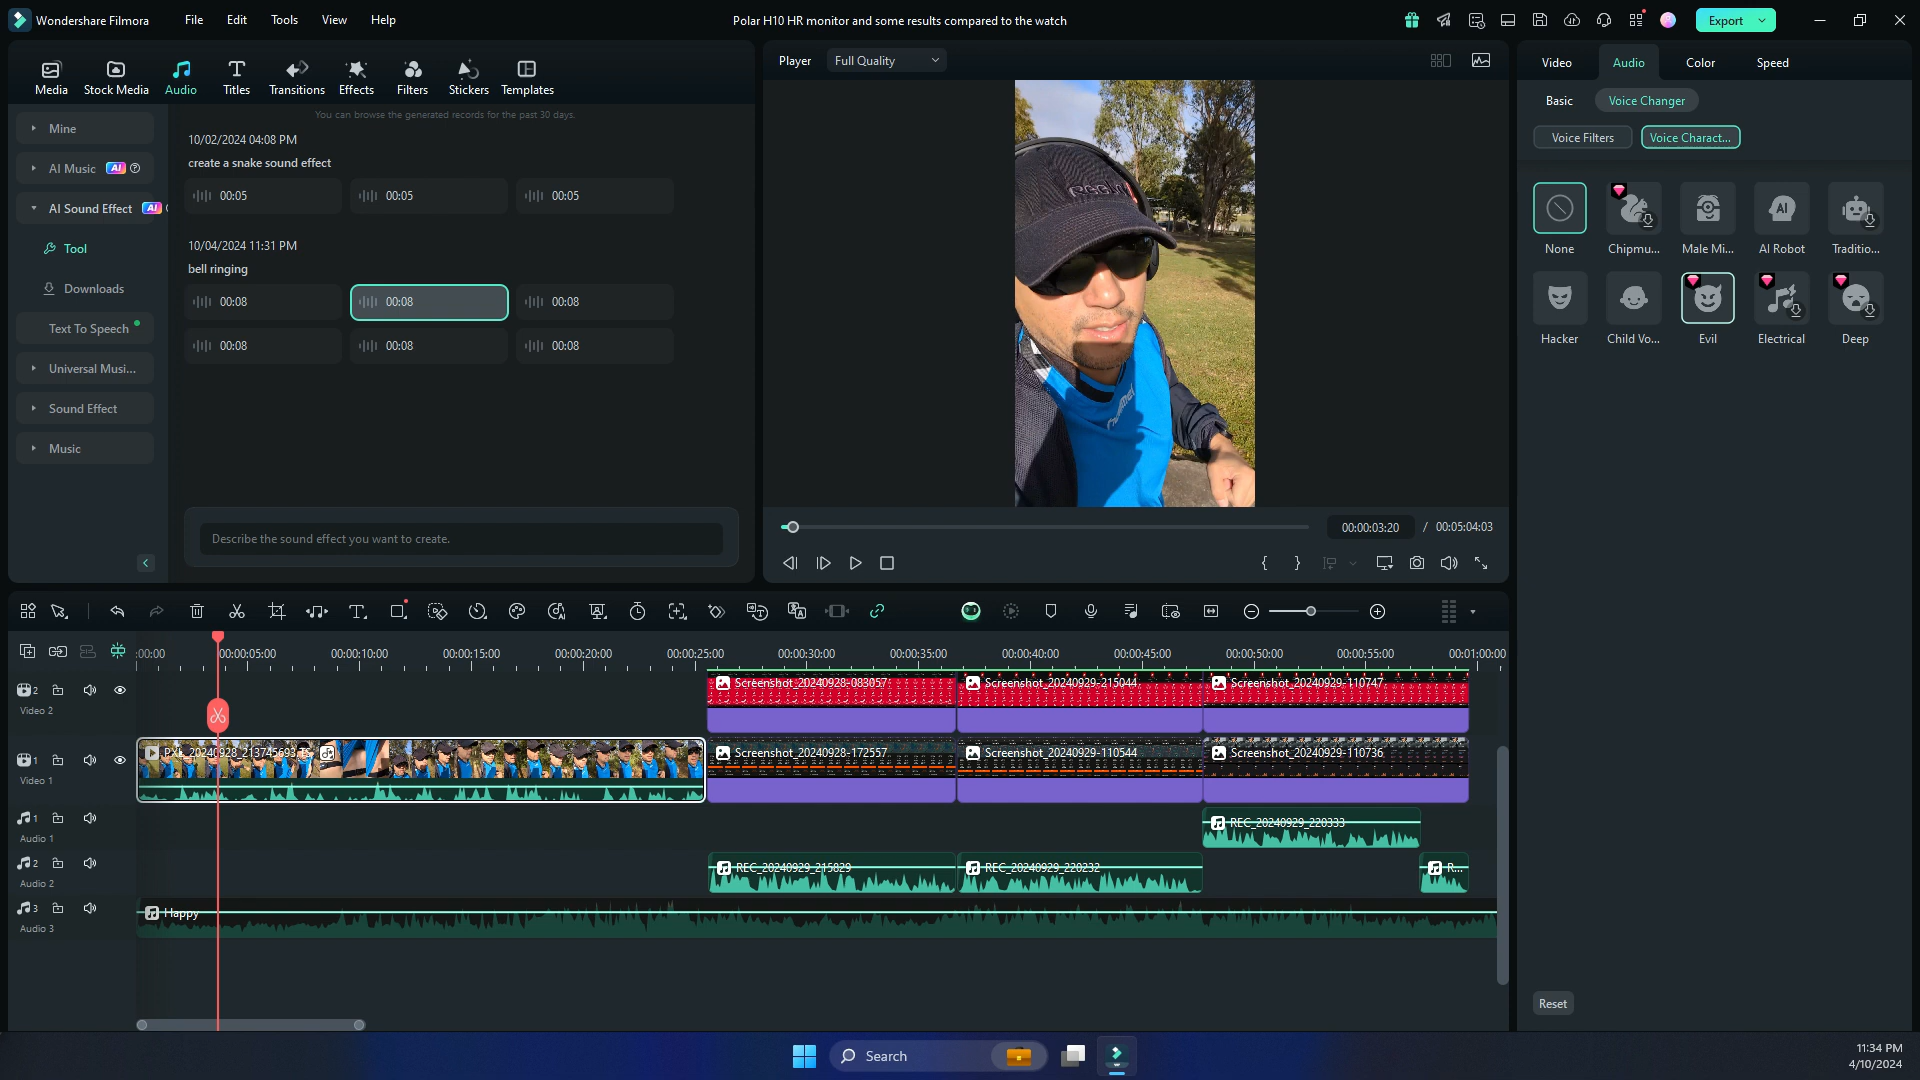 Wondershare Filmora
File
Edit
Tools
View
Help
Polar H10 HR monitor and some results compared to the watch
Export
Media
Stock Media
Audio
Titles
Transitions
Effects
Filters
Stickers
Templates
Player
Full Quality
Video
Audio
Color
Speed
Basic
Voice Changer
Voice Filters
Voice Charact...
Mine
AI Music
AI
AI Sound Effect
AI
Tool
Downloads
Text To Speech
Universal Musi...
Sound Effect
Music
You can browse the generated records for the past 30 days.
10/02/2024 04:08 PM
create a snake sound effect
00:05
00:05
00:05
10/04/2024 11:31 PM
bell ringing
00:08
00:08
00:08
00:08
00:08
00:08
Describe the sound effect you want to create.
None
Chipmu...
Male Mi...
AI
AI Robot
Traditio...
Hacker
Child Vo...
Evil
Electrical
Deep
Reset
hummel
00:00:03:20 / 00:05:04:03
:00:00
00:00:05:00
00:00:10:00
00:00:15:00
00:00:20:00
00:00:25:00
00:00:30:00
00:00:35:00
00:00:40:00
00:00:45:00
00:00:50:00
00:00:55:00
00:01:00:00
2
Video 2
Screenshot_20240928-083057
Screenshot_20240929-215044
Screenshot_20240929-110747
1
Video 1
PXL_20240928_213745693.TS
Screenshot_20240928-172557
Screenshot_20240929-110544
Screenshot_20240929-110736
1
Audio 1
REC_20240929_220333
2
Audio 2
REC_20240929_215829
REC_20240929_220232
R...
3
Audio 3
Happy
Search
11:34 PM
4/10/2024